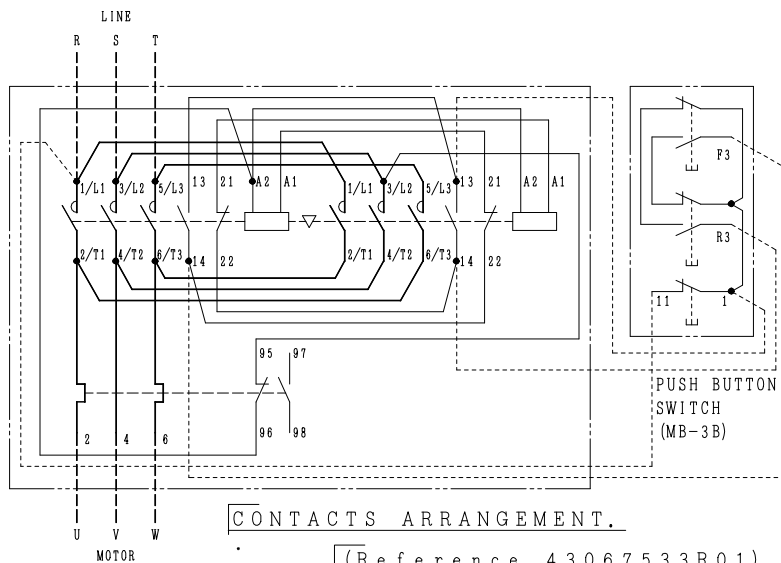 LINE
R S T
1/L1 3/L2 5/L3 13 21 A2 A1 1/L1 3/L2 5/L3 13 21 A2 A1
2/T1 4/T2 6/T3 14 22 2/T1 4/T2 6/T3 14 22
95 97
96 98
2 4 6
U V W
MOTOR
F3
R3
11 1
PUSH BUTTON
SWITCH
(MB-3B)
CONTACTS ARRANGEMENT.
(Reference 43067533R01)